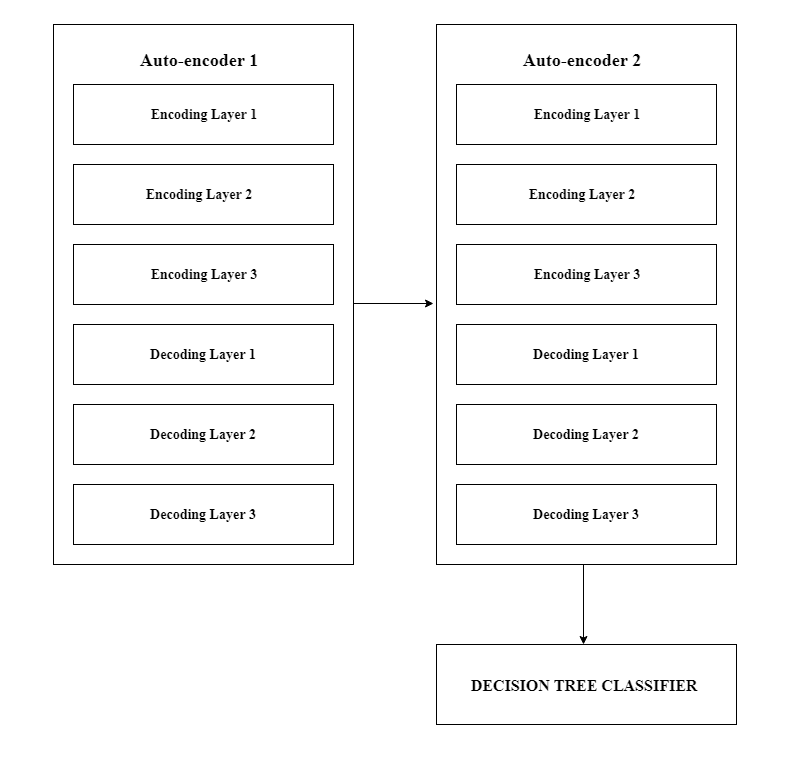 Auto-encoder 1
Encoding Layer 1
Encoding Layer 2
Encoding Layer 3
Decoding Layer 1
Decoding Layer 2
Decoding Layer 3
Auto-encoder 2
Encoding Layer 1
Encoding Layer 2
Encoding Layer 3
Decoding Layer 1
Decoding Layer 2
Decoding Layer 3
DECISION TREE CLASSIFIER